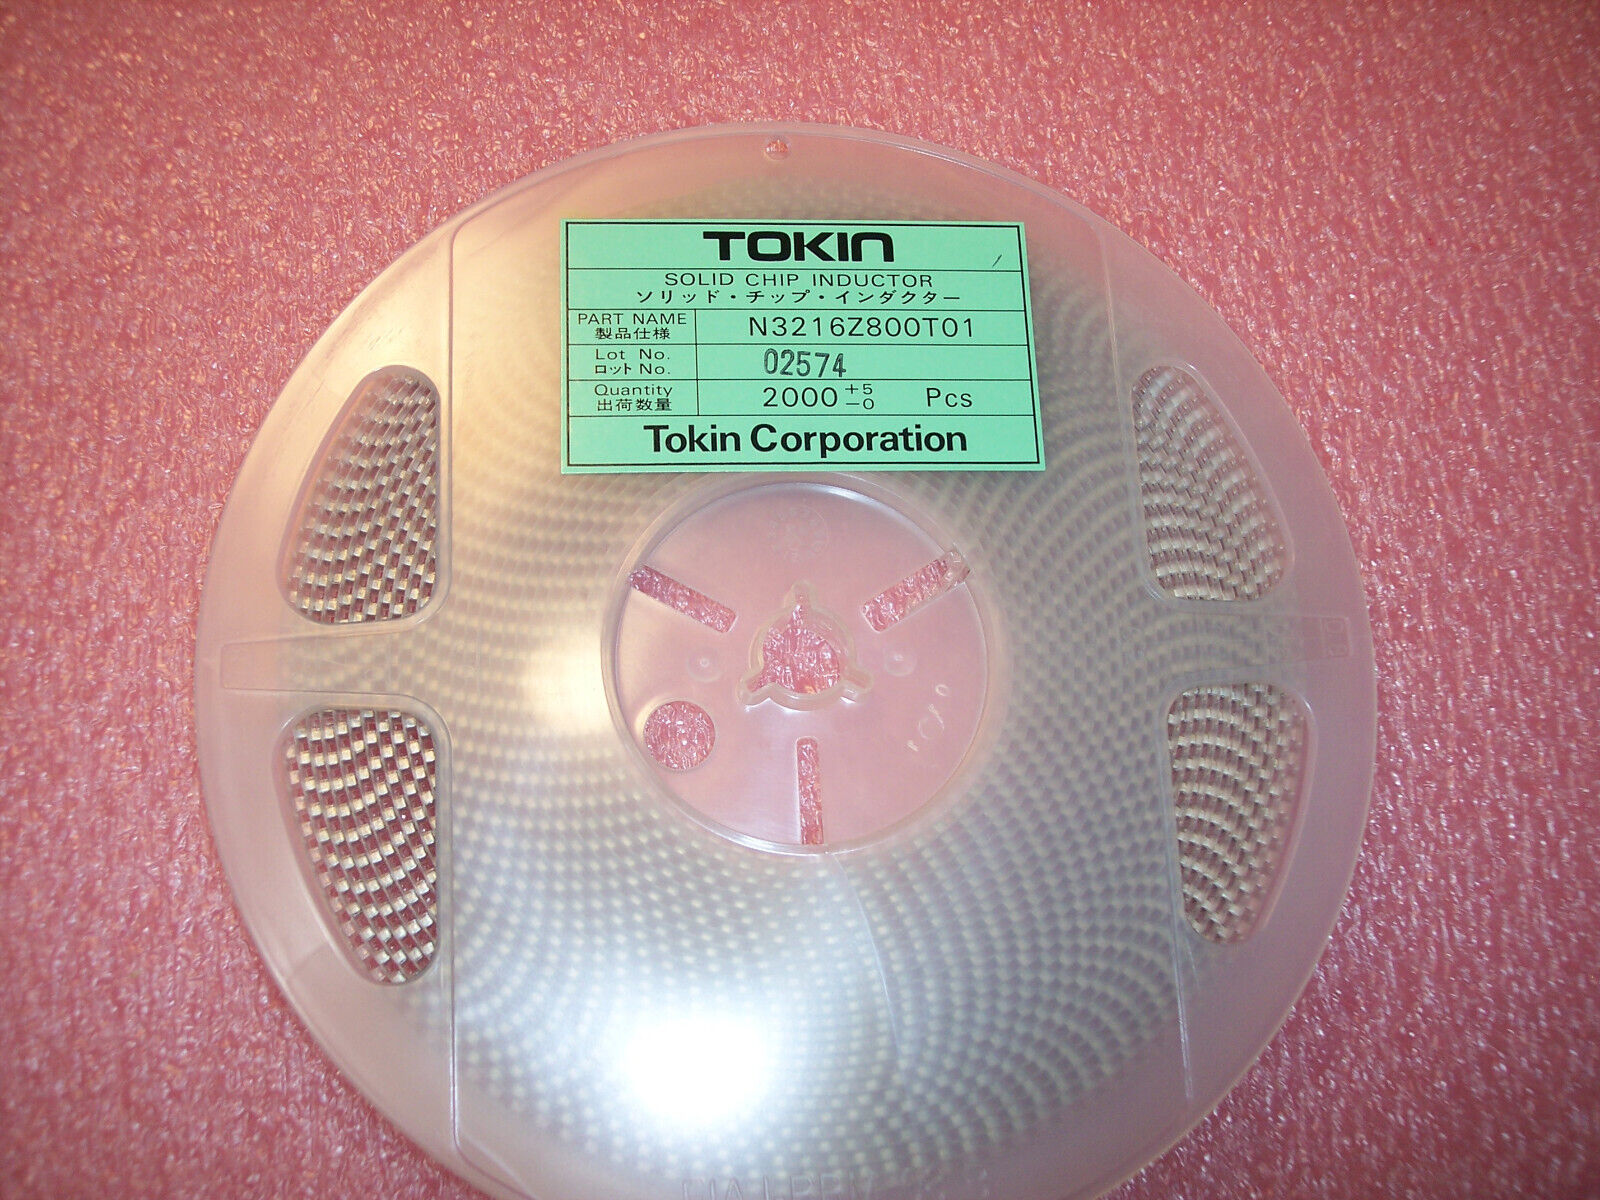 TOKIN
SOLID CHIP INDUCTOR
ソリッド・チップ・インダクター
PART NAME
製品仕様
N3216Z800T01
Lot No.
ロット No.
02574
Quantity
出荷数量
2000 +5 -0 Pcs
Tokin Corporation